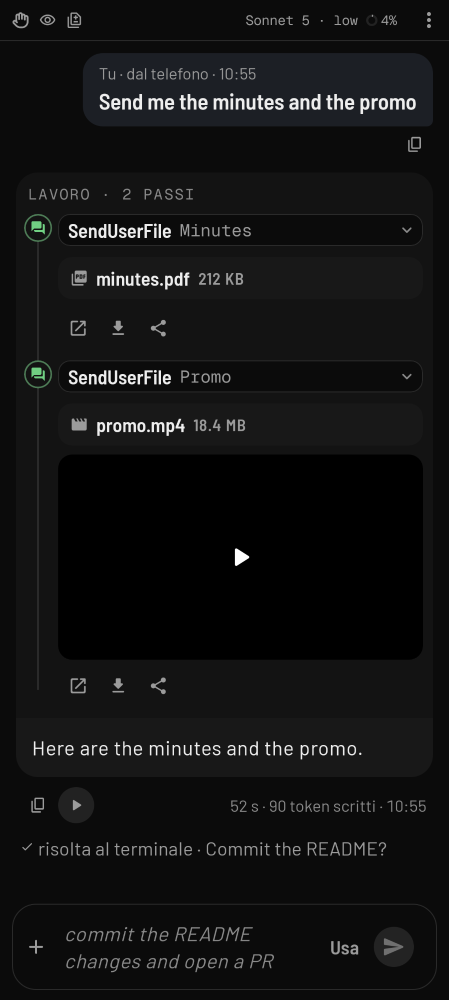 Sonnet 5 · low 4%
Tu · dal telefono · 10:55
Send me the minutes and the promo
LAVORO · 2 PASSI
SendUserFile Minutes
PDF minutes.pdf 212 KB
SendUserFile Promo
promo.mp4 18.4 MB
Here are the minutes and the promo.
52 s · 90 token scritti · 10:55
risolta al terminale · Commit the README?
commit the README
changes and open a PR
Usa